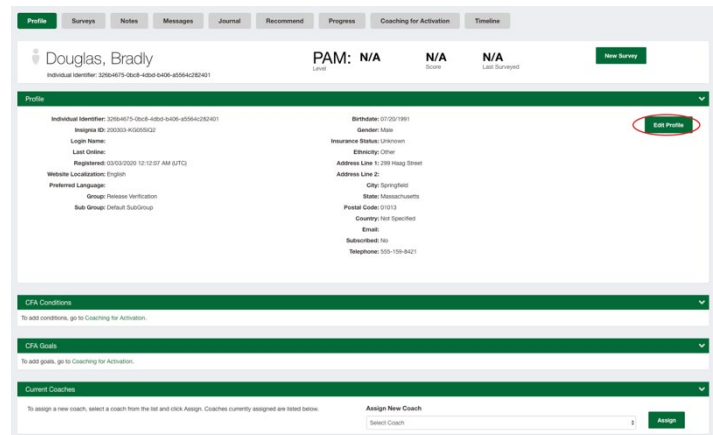 Profile Surveys Notes Messages Journal Recommend Progress Coaching for Activation Timeline
Douglas, Bradly
Individual Identifier: 326b4675-0bc8-4dbd-b406-a5564c282401
PAM: N/A N/A N/A
Level Score Last Surveyed
New Survey
Profile
Edit Profile
Individual Identifier: 326b4675-0bc8-4dbd-b406-a5564c282401
Insignia ID: 200303-KG05SIQ2
Login Name:
Last Online:
Registered: 03/03/2020 12:12:07 AM (UTC)
Website Localization: English
Preferred Language:
Group: Release Verification
Sub Group: Default SubGroup
Birthdate: 07/20/1991
Gender: Male
Insurance Status: Unknown
Ethnicity: Other
Address Line 1: 299 Haag Street
Address Line 2:
City: Springfield
State: Massachusetts
Postal Code: 01013
Country: Not Specified
Email:
Subscribed: No
Telephone: 555-159-8421
CFA Conditions
To add conditions, go to Coaching for Activation.
CFA Goals
To add goals, go to Coaching for Activation.
Current Coaches
To assign a new coach, select a coach from the list and click Assign. Coaches currently assigned are listed below.
Assign New Coach
Select Coach
Assign